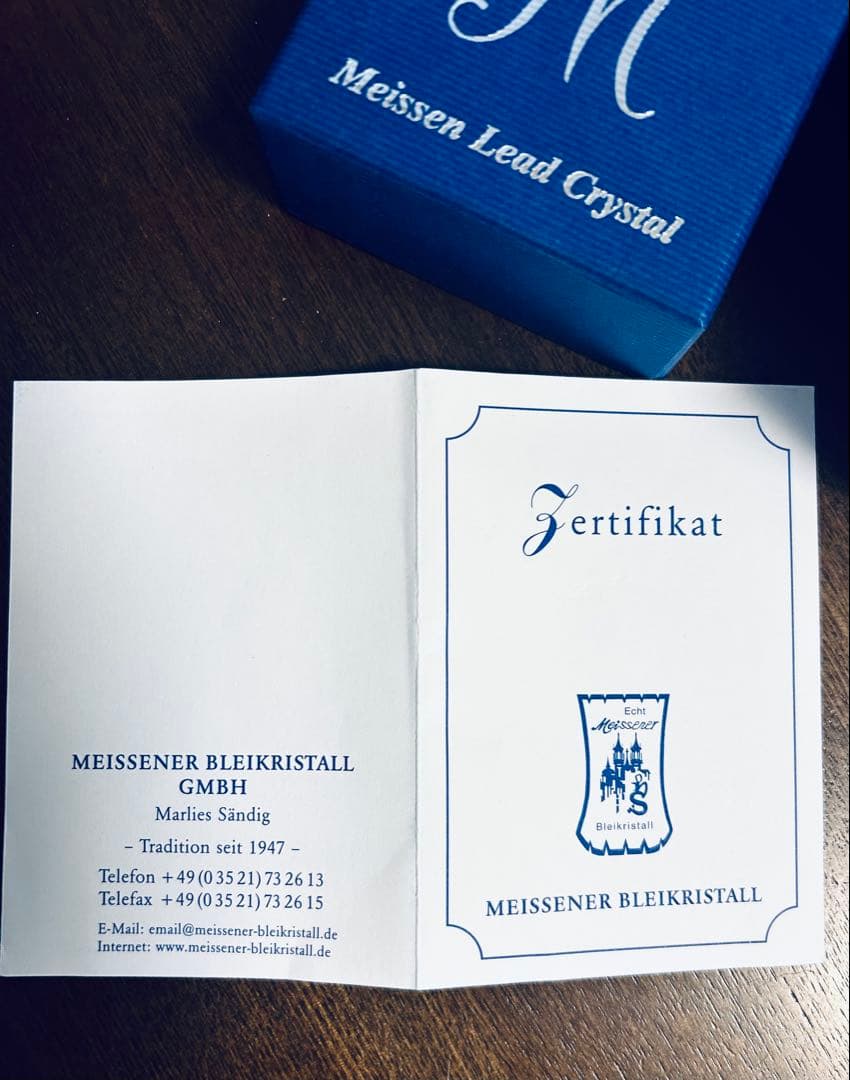 M
Meissen Lead Crystal
MEISSENER BLEIKRISTALL
GMBH
Marlies Sändig
– Tradition seit 1947 –
Telefon +49 (0 35 21) 73 26 13
Telefax +49 (0 35 21) 73 26 15
E-Mail: email@meissener-bleikristall.de
Internet: www.meissener-bleikristall.de
Zertifikat
Echt
Meissener
S
Bleikristall
MEISSENER BLEIKRISTALL